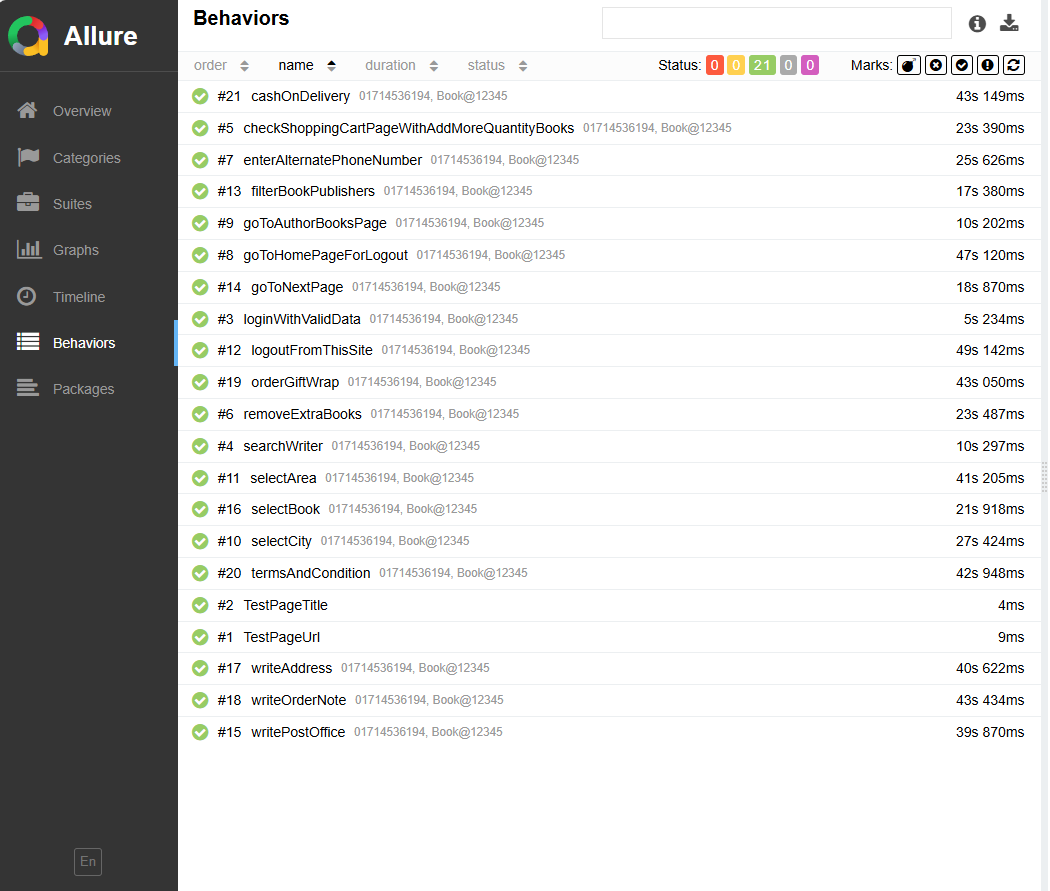 Allure
Overview
Categories
Suites
Graphs
Timeline
Behaviors
Packages
En
Behaviors
order name duration status Status: 0 0 21 0 0 Marks:
#21 cashOnDelivery 01714536194, Book@12345 43s 149ms
#5 checkShoppingCartPageWithAddMoreQuantityBooks 01714536194, Book@12345 23s 390ms
#7 enterAlternatePhoneNumber 01714536194, Book@12345 25s 626ms
#13 filterBookPublishers 01714536194, Book@12345 17s 380ms
#9 goToAuthorBooksPage 01714536194, Book@12345 10s 202ms
#8 goToHomePageForLogout 01714536194, Book@12345 47s 120ms
#14 goToNextPage 01714536194, Book@12345 18s 870ms
#3 loginWithValidData 01714536194, Book@12345 5s 234ms
#12 logoutFromThisSite 01714536194, Book@12345 49s 142ms
#19 orderGiftWrap 01714536194, Book@12345 43s 050ms
#6 removeExtraBooks 01714536194, Book@12345 23s 487ms
#4 searchWriter 01714536194, Book@12345 10s 297ms
#11 selectArea 01714536194, Book@12345 41s 205ms
#16 selectBook 01714536194, Book@12345 21s 918ms
#10 selectCity 01714536194, Book@12345 27s 424ms
#20 termsAndCondition 01714536194, Book@12345 42s 948ms
#2 TestPageTitle 4ms
#1 TestPageUrl 9ms
#17 writeAddress 01714536194, Book@12345 40s 622ms
#18 writeOrderNote 01714536194, Book@12345 43s 434ms
#15 writePostOffice 01714536194, Book@12345 39s 870ms